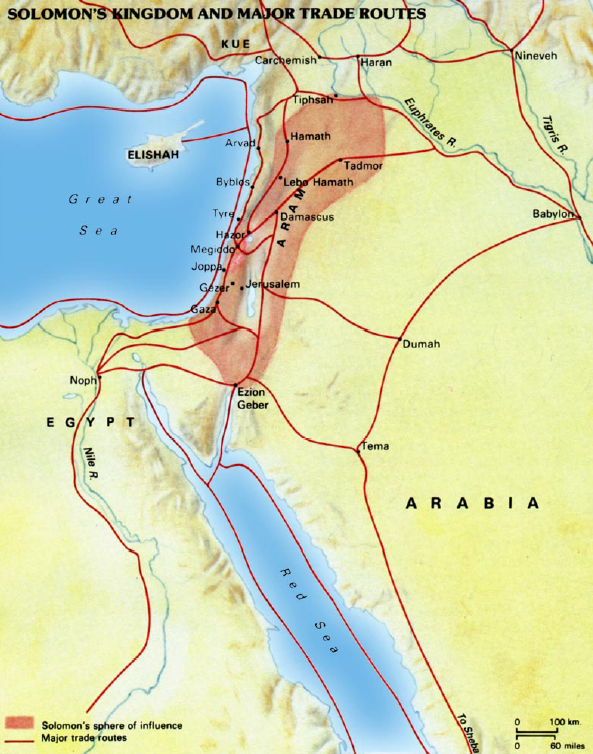 SOLOMON'S KINGDOM AND MAJOR TRADE ROUTES
KUE
Carchemish
Haran
Nineveh
Tiphsah
Euphrates R.
Tigris R.
Arvad
Hamath
ELISHAH
Tadmor
Byblos
Lebo Hamath
Great
Sea
ARAM
Tyre
Damascus
Babylon
Hazor
Megiddo
Joppa
Gezer
Jerusalem
Gaza
Dumah
Noph
Ezion
Geber
EGYPT
Nile R.
Tema
ARABIA
Red Sea
To Sheba
Solomon's sphere of influence
Major trade routes
0 100 km.
0 60 miles